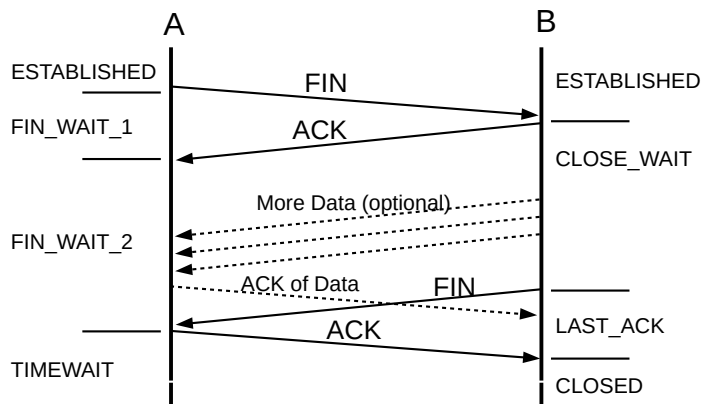 A
B
ESTABLISHED
FIN
ESTABLISHED
FIN_WAIT_1
ACK
CLOSE_WAIT
More Data (optional)
FIN_WAIT_2
ACK of Data
FIN
ACK
LAST_ACK
TIMEWAIT
CLOSED